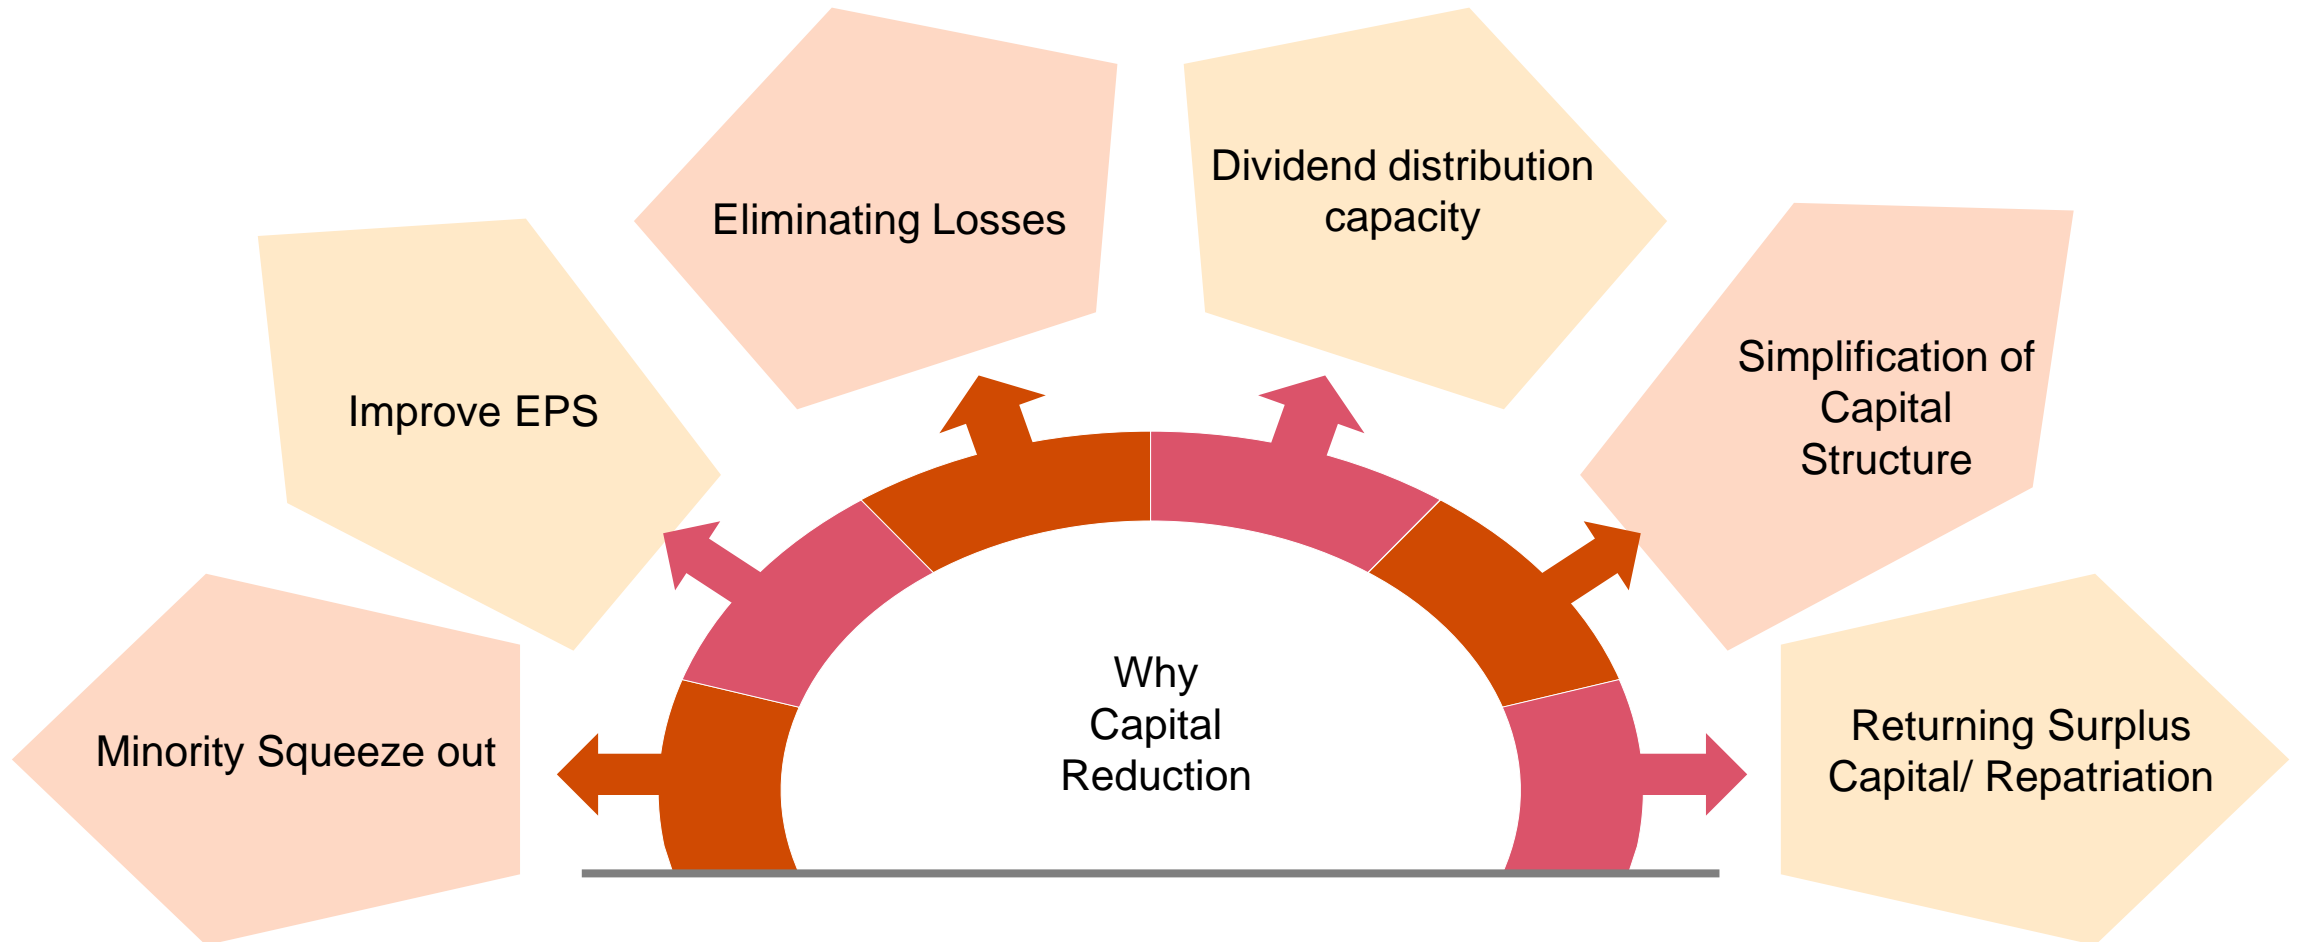 Eliminating Losses
Dividend distribution
capacity
Improve EPS
Simplification of
Capital
Structure
Minority Squeeze out
Why
Capital
Reduction
Returning Surplus
Capital/ Repatriation